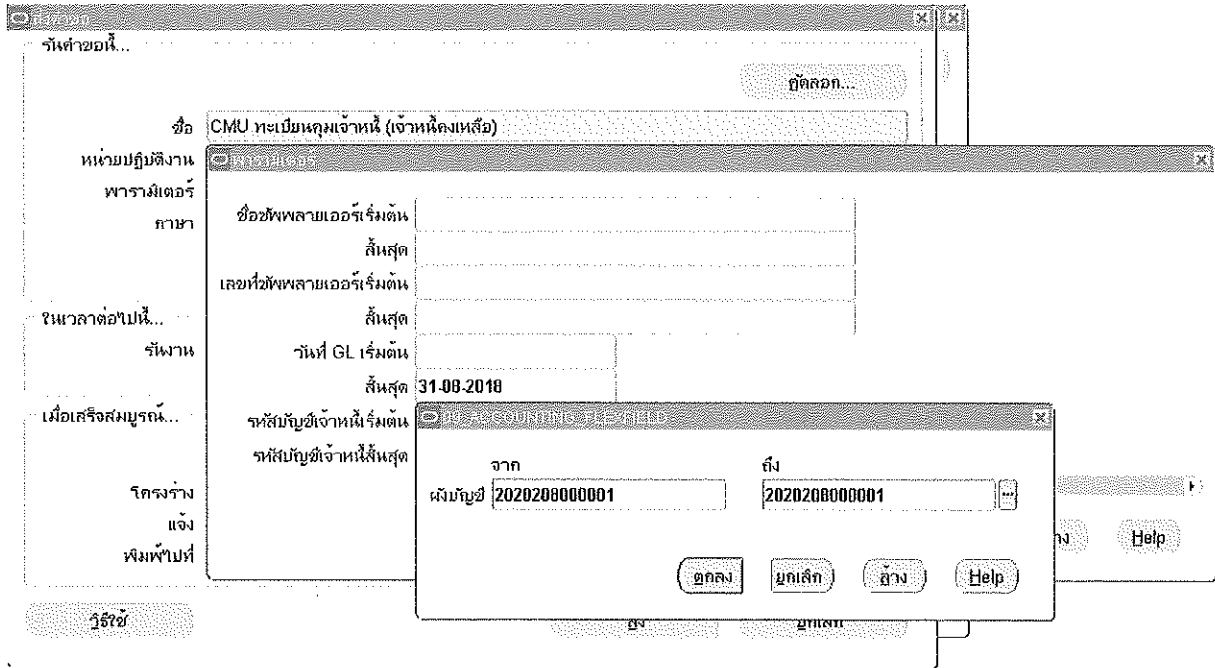 รันคำขอนี้...
คัดลอก...
ชื่อ CMU ทะเบียนคุมเจ้าหนี้ (เจ้าหนี้คงเหลือ)
หน่วยปฏิบัติงาน
พารามิเตอร์
พารามิเตอร์
ภาษา
ชื่อซัพพลายเออร์เริ่มต้น
สิ้นสุด
เลขที่ซัพพลายเออร์เริ่มต้น
สิ้นสุด
ในเวลาต่อไปนี้...
รันงาน
วันที่ GL เริ่มต้น
สิ้นสุด 31-08-2018
เมื่อเสร็จสมบูรณ์...
รหัสบัญชีเจ้าหนี้เริ่มต้น
รหัสบัญชีเจ้าหนี้สิ้นสุด
จาก ถึง
ผังบัญชี 2020208000001 2020208000001
โครงร่าง
แจ้ง
พิมพ์ไปที่
Help
ตกลง ยกเลิก ล้าง Help
วิธีใช้
ยกเลิก